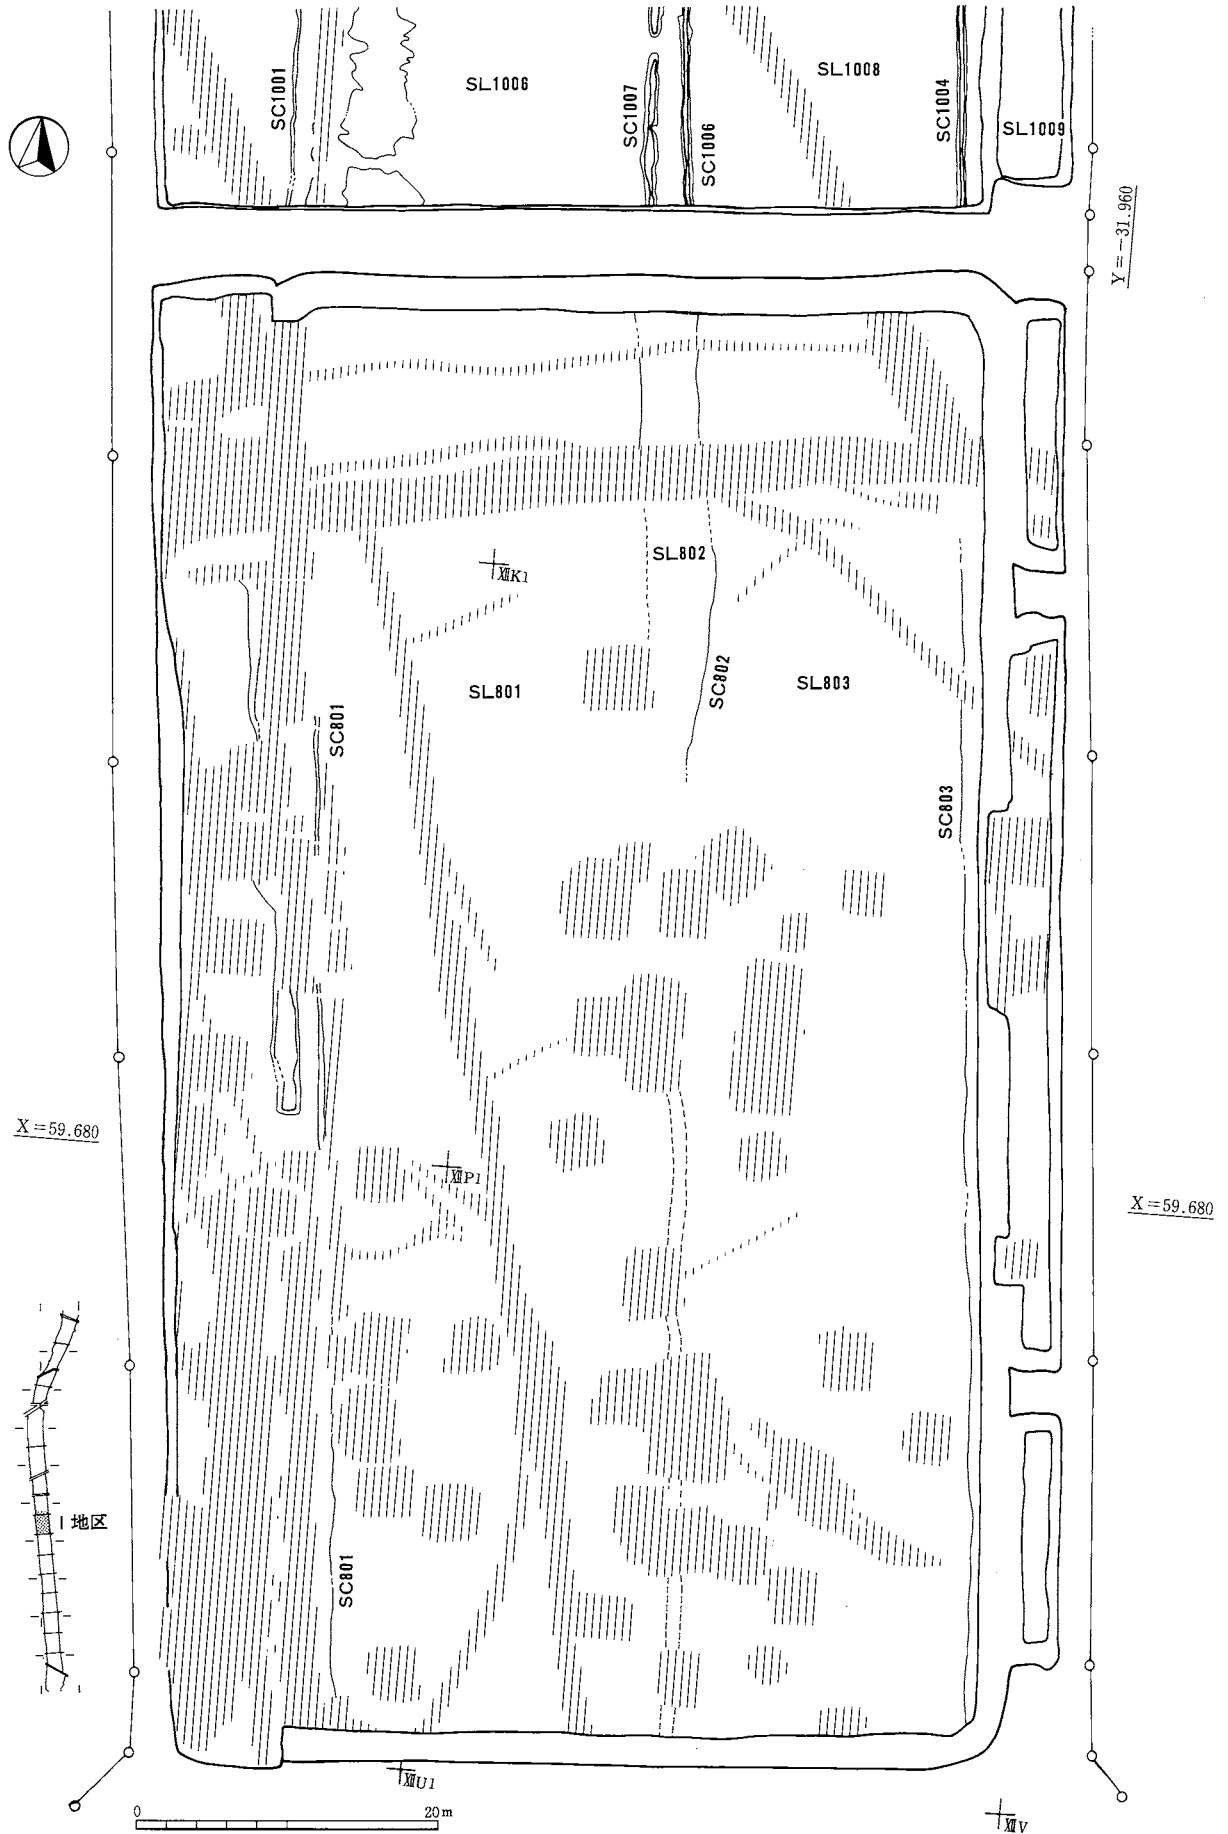 SC1001
SL1006
SC1007
SC1006
SL1008
SC1004
SL1009
Y=-31.960
XⅡK1
SL802
SL801
SC802
SL803
SC801
SC803
X=59.680
XⅡP1
X=59.680
I地区
SC801
XⅡU1
0 20m
XⅡV